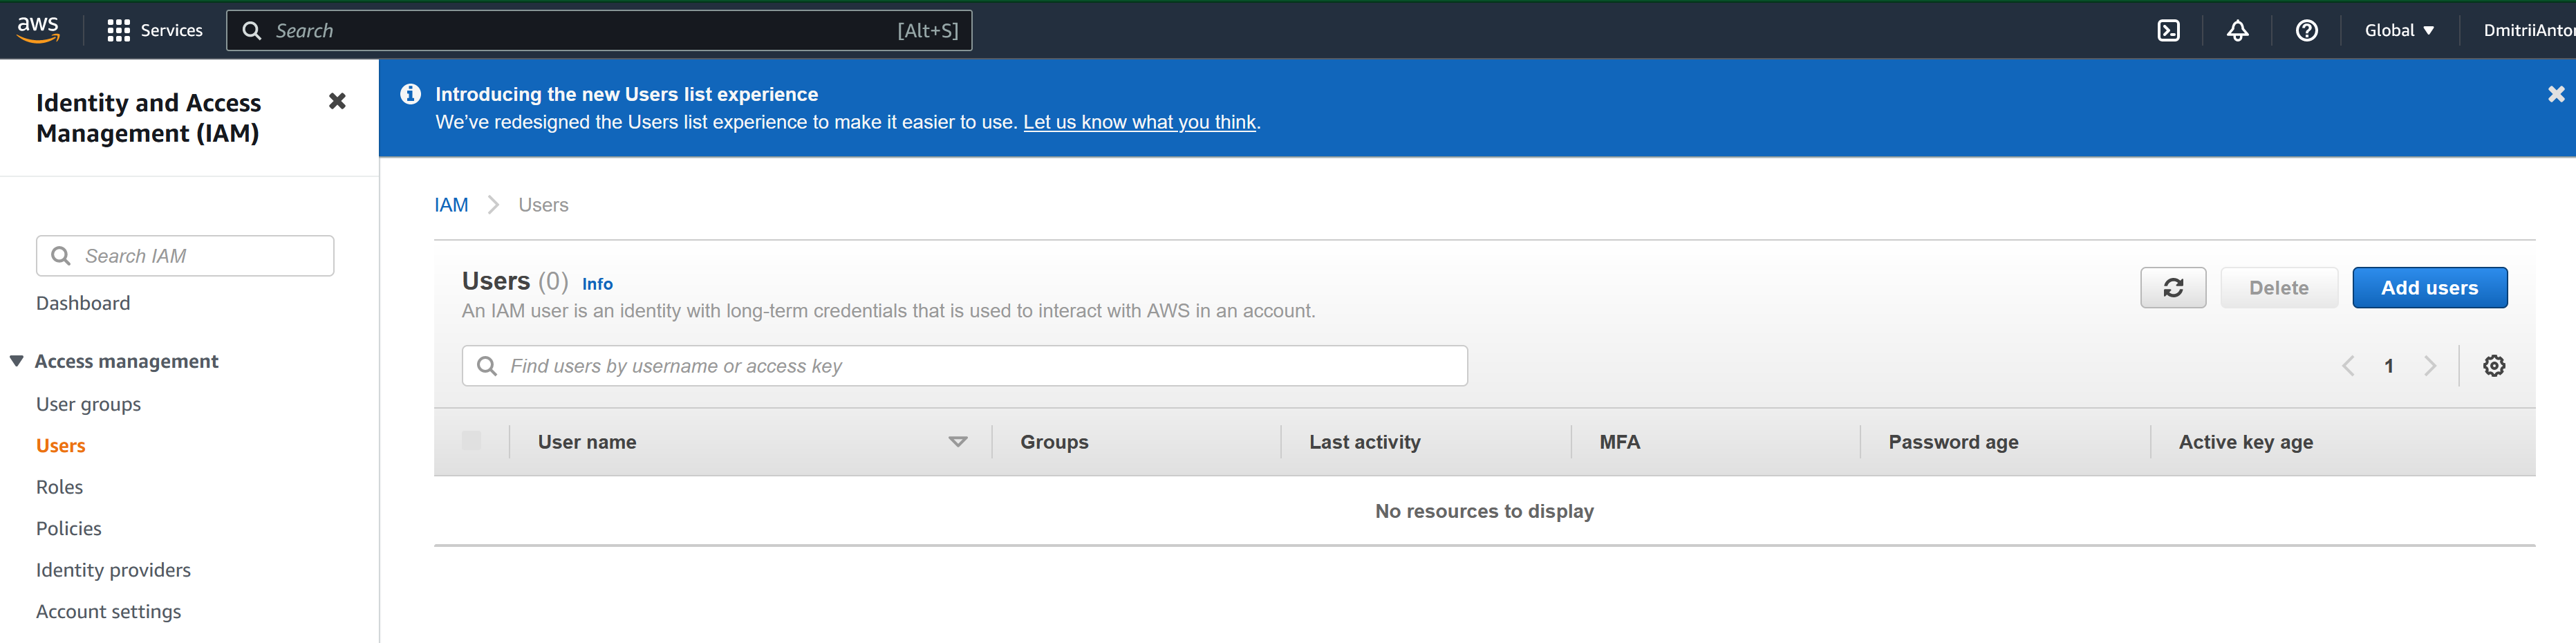 aws
Services
Search [Alt+S]
Global
Identity and Access
Management (IAM)
Search IAM
Dashboard
Access management
User groups
Users
Roles
Policies
Identity providers
Account settings
Introducing the new Users list experience
We've redesigned the Users list experience to make it easier to use. Let us know what you think.
IAM > Users
Users (0) Info
An IAM user is an identity with long-term credentials that is used to interact with AWS in an account.
Delete
Add users
Find users by username or access key
1
User name Groups Last activity MFA Password age Active key age
No resources to display